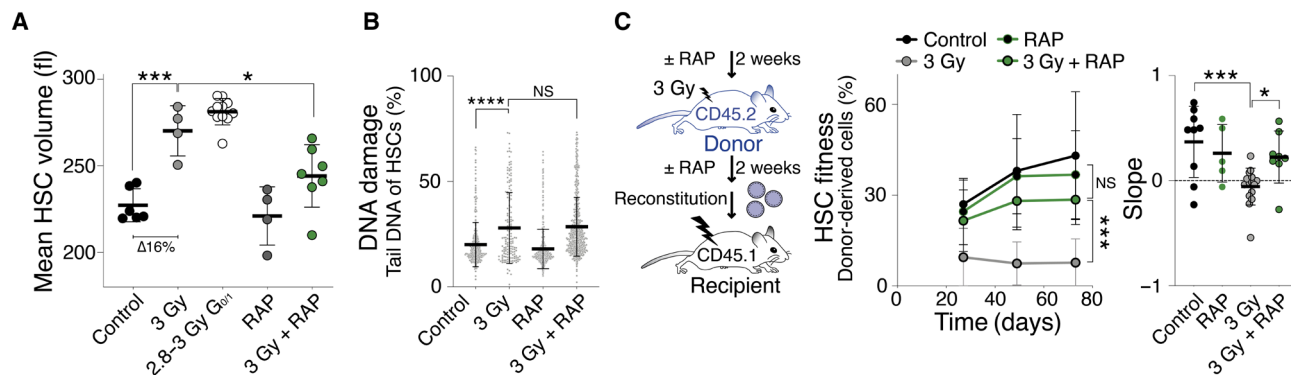 A
Mean HSC volume (fl)
300
250
200
***
*
Δ16%
Control
3 Gy
2.8–3 Gy G0/1
RAP
3 Gy + RAP
B
DNA damage
Tail DNA of HSCs (%)
100
50
0
****
NS
Control
3 Gy
RAP
3 Gy + RAP
C
± RAP 2 weeks
3 Gy
CD45.2
Donor
± RAP 2 weeks
Reconstitution
CD45.1
Recipient
Control RAP
3 Gy 3 Gy + RAP
HSC fitness
Donor-derived cells (%)
60
30
0
0 20 40 60 80
Time (days)
NS
***
Slope
1
0
−1
***
*
Control
RAP
3 Gy
3 Gy + RAP